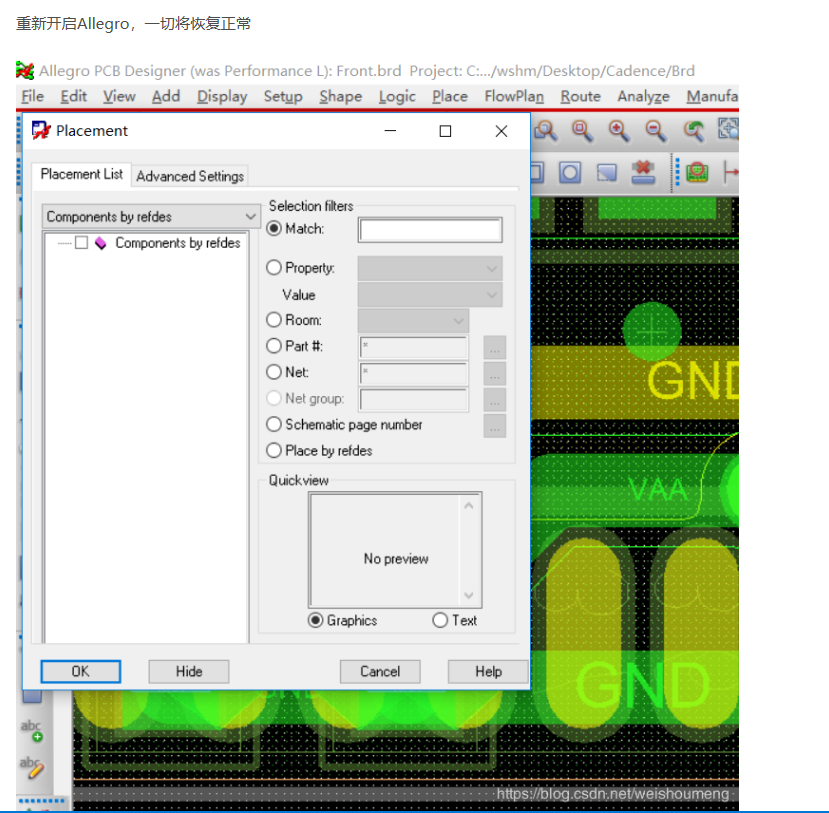 重新开启Allegro，一切将恢复正常
Allegro PCB Designer (was Performance L): Front.brd Project: C:.../wshm/Desktop/Cadence/Brd
File Edit View Add Display Setup Shape Logic Place FlowPlan Route Analyze Manufa
Placement
Placement List Advanced Settings
Components by refdes
Components by refdes
Selection filters
Match:
Property:
Value
Room:
Part #: *
Net: *
Net group:
Schematic page number
Place by refdes
Quickview
No preview
Graphics Text
OK Hide Cancel Help
GND
VAA
GND
abc
abc
https://blog.csdn.net/weishoumeng